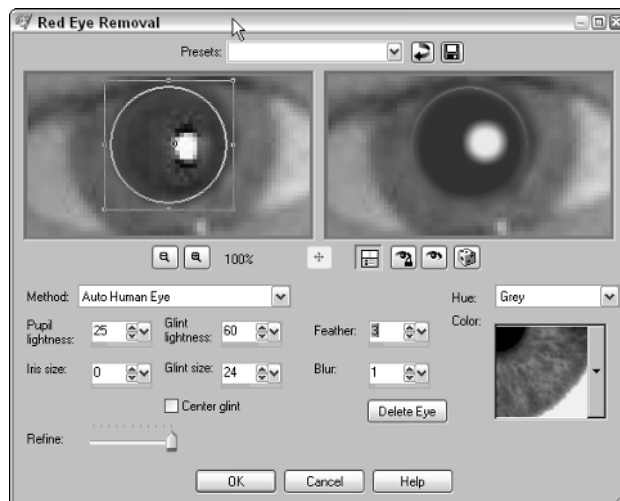 Red Eye Removal
Presets:
100%
Method: Auto Human Eye
Hue: Grey
Pupil lightness: 25
Glint lightness: 60
Feather: 3
Color:
Iris size: 0
Glint size: 24
Blur: 1
Center glint
Delete Eye
Refine:
OK Cancel Help